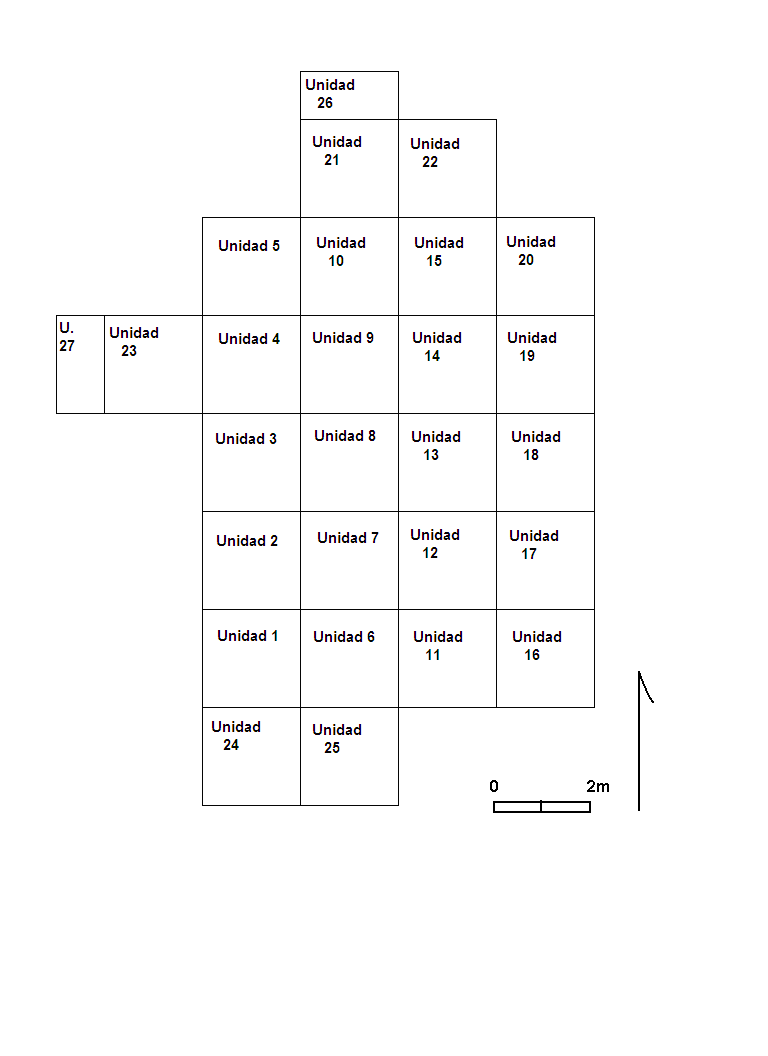 Unidad
26
Unidad
21
Unidad
22
Unidad 5
Unidad
10
Unidad
15
Unidad
20
U.
27
Unidad
23
Unidad 4
Unidad 9
Unidad
14
Unidad
19
Unidad 3
Unidad 8
Unidad
13
Unidad
18
Unidad 2
Unidad 7
Unidad
12
Unidad
17
Unidad 1
Unidad 6
Unidad
11
Unidad
16
Unidad
24
Unidad
25
0 2m